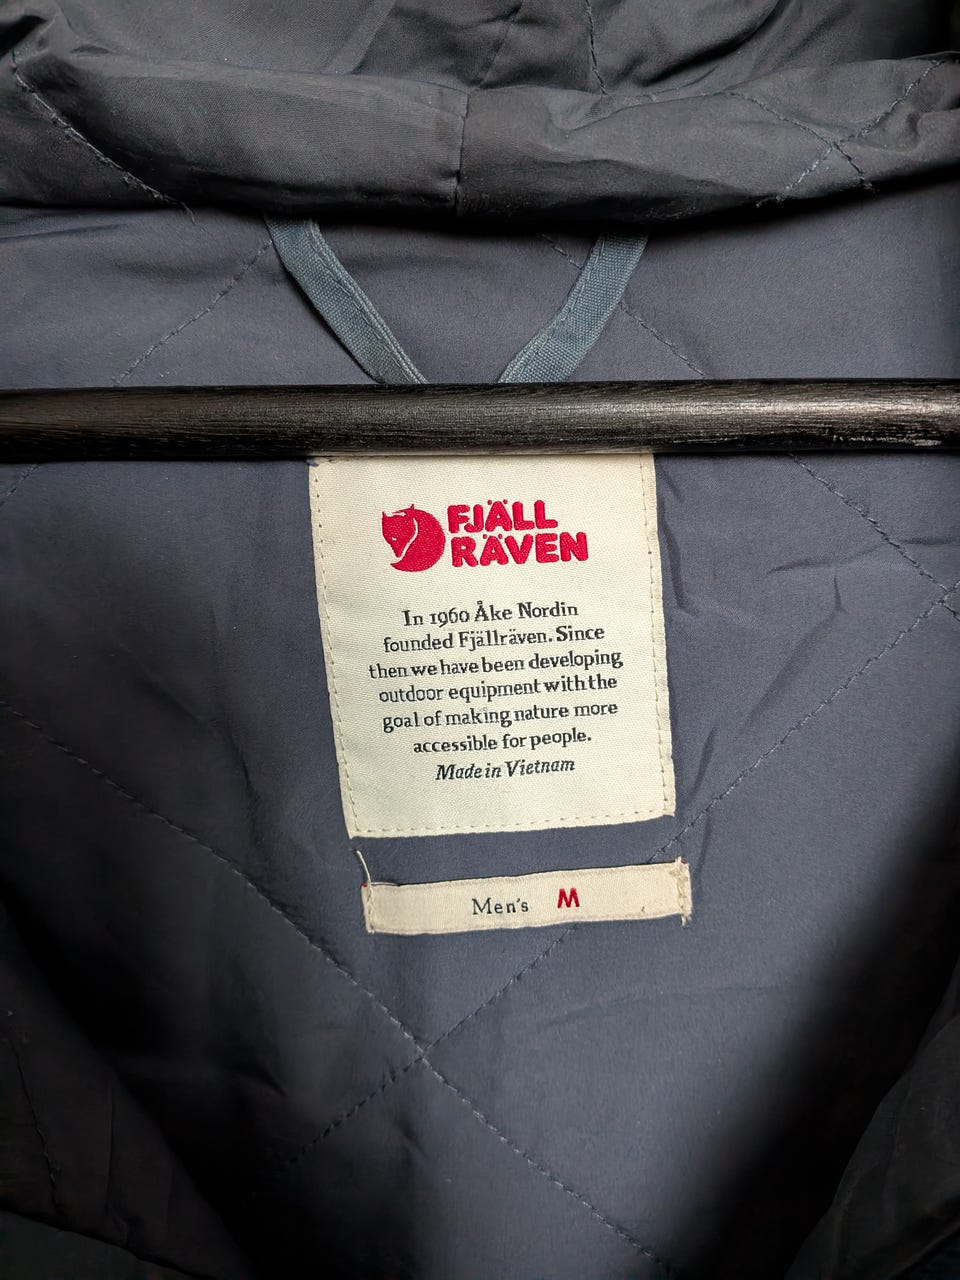 FJÄLL
RÄVEN
In 1960 Åke Nordin
founded Fjällräven. Since
then we have been developing
outdoor equipment with the
goal of making nature more
accessible for people.
Made in Vietnam
Men's M